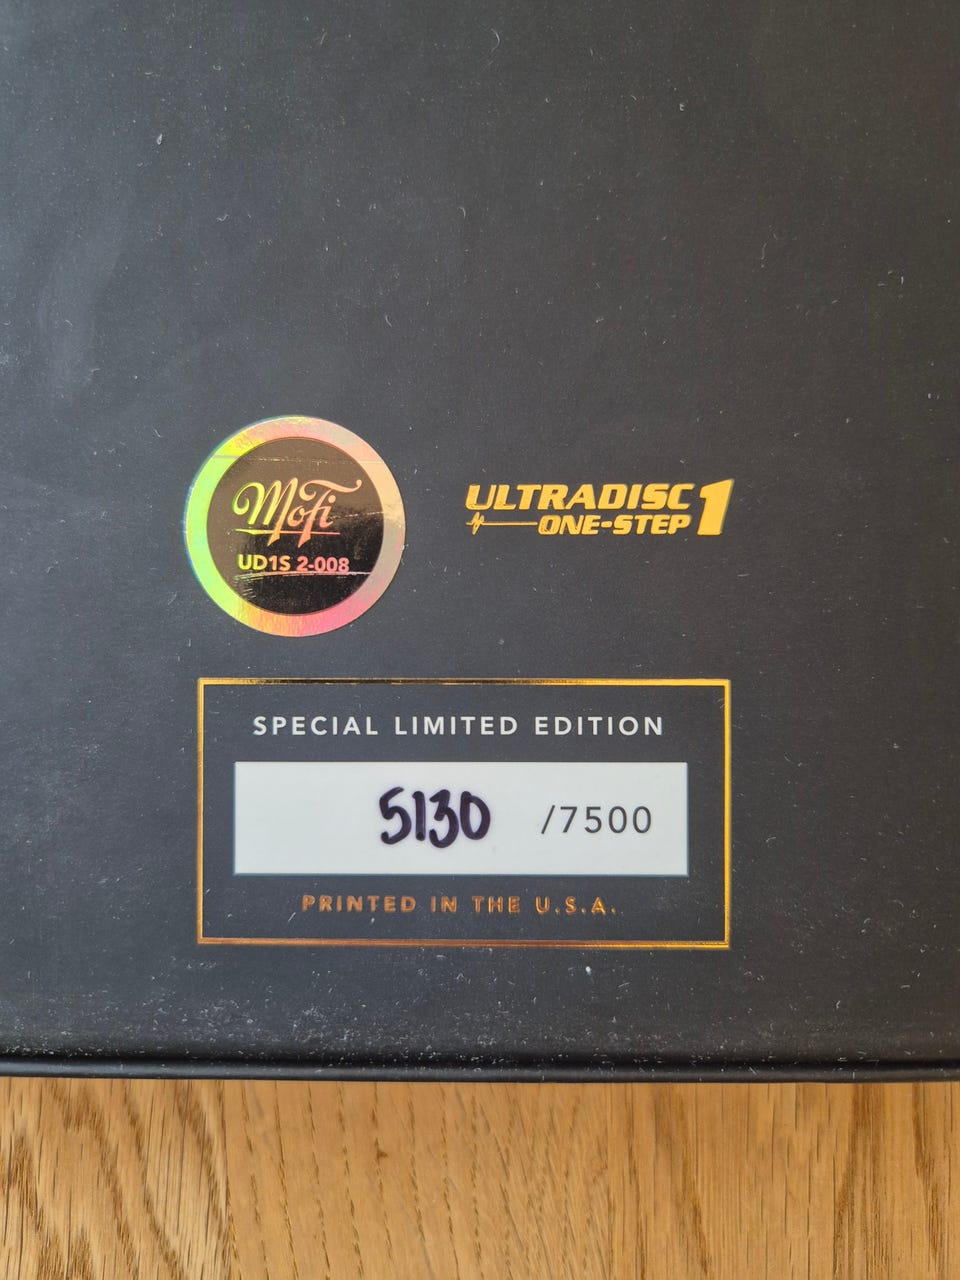 MoFi
UD1S 2-008
ULTRADISC 1
ONE-STEP
SPECIAL LIMITED EDITION
5130 /7500
PRINTED IN THE U.S.A.